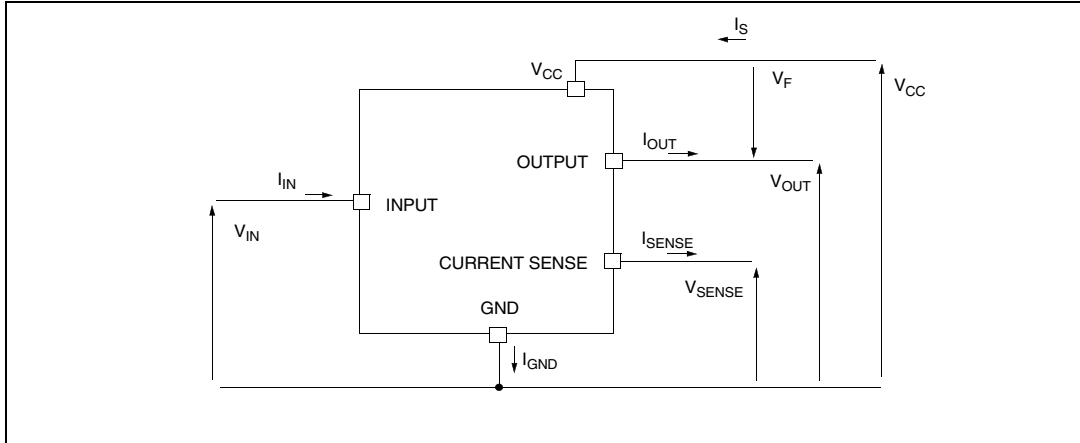 I_S
V_CC
V_F
V_CC
I_OUT
OUTPUT
V_OUT
I_IN
INPUT
V_IN
I_SENSE
CURRENT SENSE
V_SENSE
GND
I_GND